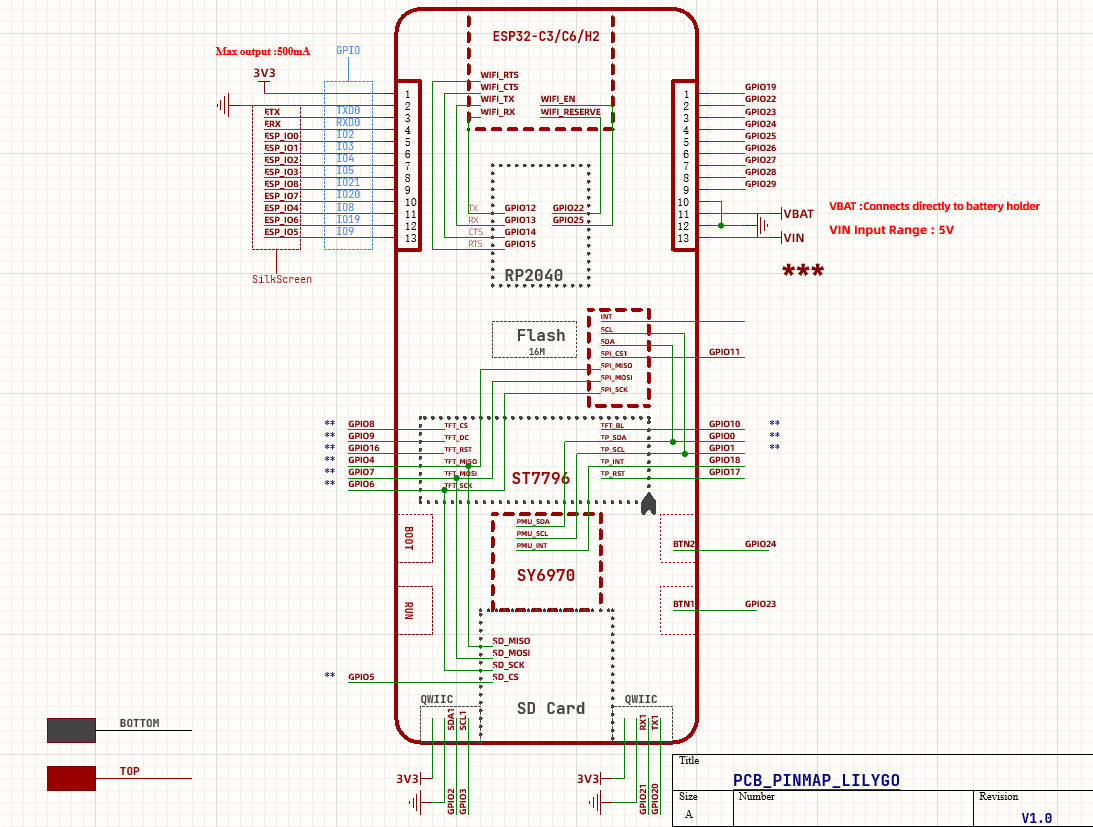 ESP32-C3/C6/H2
Max output :500mA
GPIO
3V3
WIFI_RTS
WIFI_CTS
WIFI_TX
WIFI_EN
WIFI_RX
WIFI_RESERVE
1
2
3
4
5
6
7
8
9
10
11
12
13
ETX
ERX
ESP_IO0
ESP_IO1
ESP_IO2
ESP_IO3
ESP_IO8
ESP_IO7
ESP_IO4
ESP_IO6
ESP_IO5
TXD0
RXD0
IO2
IO3
IO4
IO5
IO21
IO20
IO8
IO19
IO9
SilkScreen
1
2
3
4
5
6
7
8
9
10
11
12
13
GPIO19
GPIO22
GPIO23
GPIO24
GPIO25
GPIO26
GPIO27
GPIO28
GPIO29
VBAT
VBAT :Connects directly to battery holder
VIN
VIN Input Range : 5V
***
TX
GPIO12
GPIO22
RX
GPIO13
GPIO25
CTS
GPIO14
RTS
GPIO15
RP2040
Flash
16M
INT
SCL
SDA
SPI_CS1
GPIO11
SPI_MISO
SPI_MOSI
SPI_SCK
** GPIO8
TFT_CS
TFT_BL
GPIO10 **
** GPIO9
TFT_DC
TP_SDA
GPIO0 **
** GPIO16
TFT_RST
TP_SCL
GPIO1 **
** GPIO4
TFT_MISO
TP_INT
GPIO18
** GPIO7
TFT_MOSI
TP_RST
GPIO17
** GPIO6
TFT_SCK
ST7796
BOOT
PMU_SDA
PMU_SCL
PMU_INT
BTN2
GPIO24
SY6970
RUN
BTN1
GPIO23
SD_MISO
SD_MOSI
SD_SCK
** GPIO5
SD_CS
QWIIC
QWIIC
SD Card
SDA1
SCL1
RX1
TX1
BOTTOM
TOP
3V3
GPIO2
GPIO3
3V3
GPIO21
GPIO20
Title
PCB_PINMAP_LILYGO
Size
Number
Revision
A
V1.0